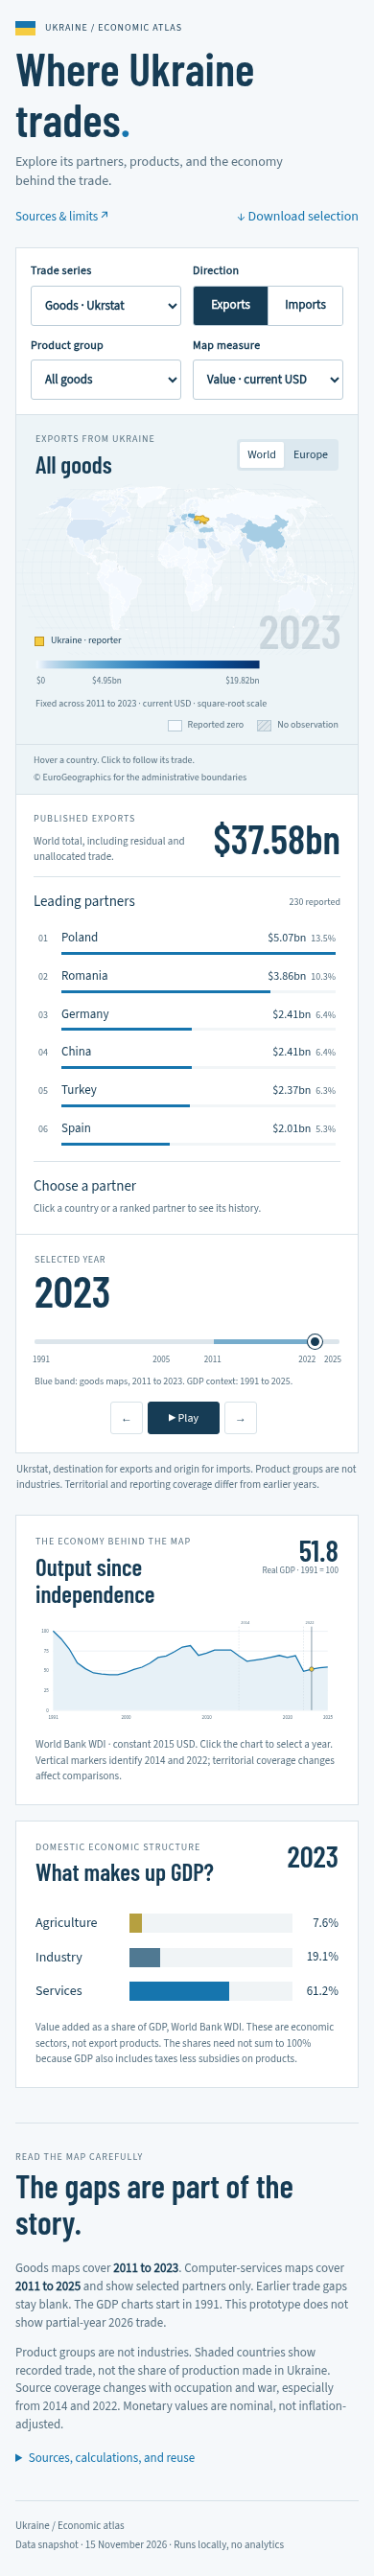 UKRAINE / ECONOMIC ATLAS
Where Ukraine
trades.
Explore its partners, products, and the economy
behind the trade.
Sources & limits ↗
↓ Download selection
Trade series
Direction
Goods · Ukrstat
Exports
Imports
Product group
Map measure
All goods
Value · current USD
EXPORTS FROM UKRAINE
All goods
World
Europe
2023
Ukraine · reporter
$0
$4.95bn
$19.82bn
Fixed across 2011 to 2023 · current USD · square-root scale
Reported zero
No observation
Hover a country. Click to follow its trade.
© EuroGeographics for the administrative boundaries
PUBLISHED EXPORTS
World total, including residual and
unallocated trade.
$37.58bn
Leading partners
230 reported
01 Poland $5.07bn 13.5%
02 Romania $3.86bn 10.3%
03 Germany $2.41bn 6.4%
04 China $2.41bn 6.4%
05 Turkey $2.37bn 6.3%
06 Spain $2.01bn 5.3%
Choose a partner
Click a country or a ranked partner to see its history.
SELECTED YEAR
2023
1991 2005 2011 2022 2025
Blue band: goods maps, 2011 to 2023. GDP context: 1991 to 2025.
←
▶ Play
→
Ukrstat, destination for exports and origin for imports. Product groups are not
industries. Territorial and reporting coverage differ from earlier years.
THE ECONOMY BEHIND THE MAP
Output since
independence
51.8
Real GDP · 1991 = 100
2014 2022
100
75
50
25
0
1991 2000 2010 2020 2025
World Bank WDI · constant 2015 USD. Click the chart to select a year.
Vertical markers identify 2014 and 2022; territorial coverage changes
affect comparisons.
DOMESTIC ECONOMIC STRUCTURE
What makes up GDP?
2023
Agriculture 7.6%
Industry 19.1%
Services 61.2%
Value added as a share of GDP, World Bank WDI. These are economic
sectors, not export products. The shares need not sum to 100%
because GDP also includes taxes less subsidies on products.
READ THE MAP CAREFULLY
The gaps are part of the
story.
Goods maps cover 2011 to 2023. Computer-services maps cover
2011 to 2025 and show selected partners only. Earlier trade gaps
stay blank. The GDP charts start in 1991. This prototype does not
show partial-year 2026 trade.
Product groups are not industries. Shaded countries show
recorded trade, not the share of production made in Ukraine.
Source coverage changes with occupation and war, especially
from 2014 and 2022. Monetary values are nominal, not inflation-
adjusted.
▶ Sources, calculations, and reuse
Ukraine / Economic atlas
Data snapshot · 15 November 2026 · Runs locally, no analytics